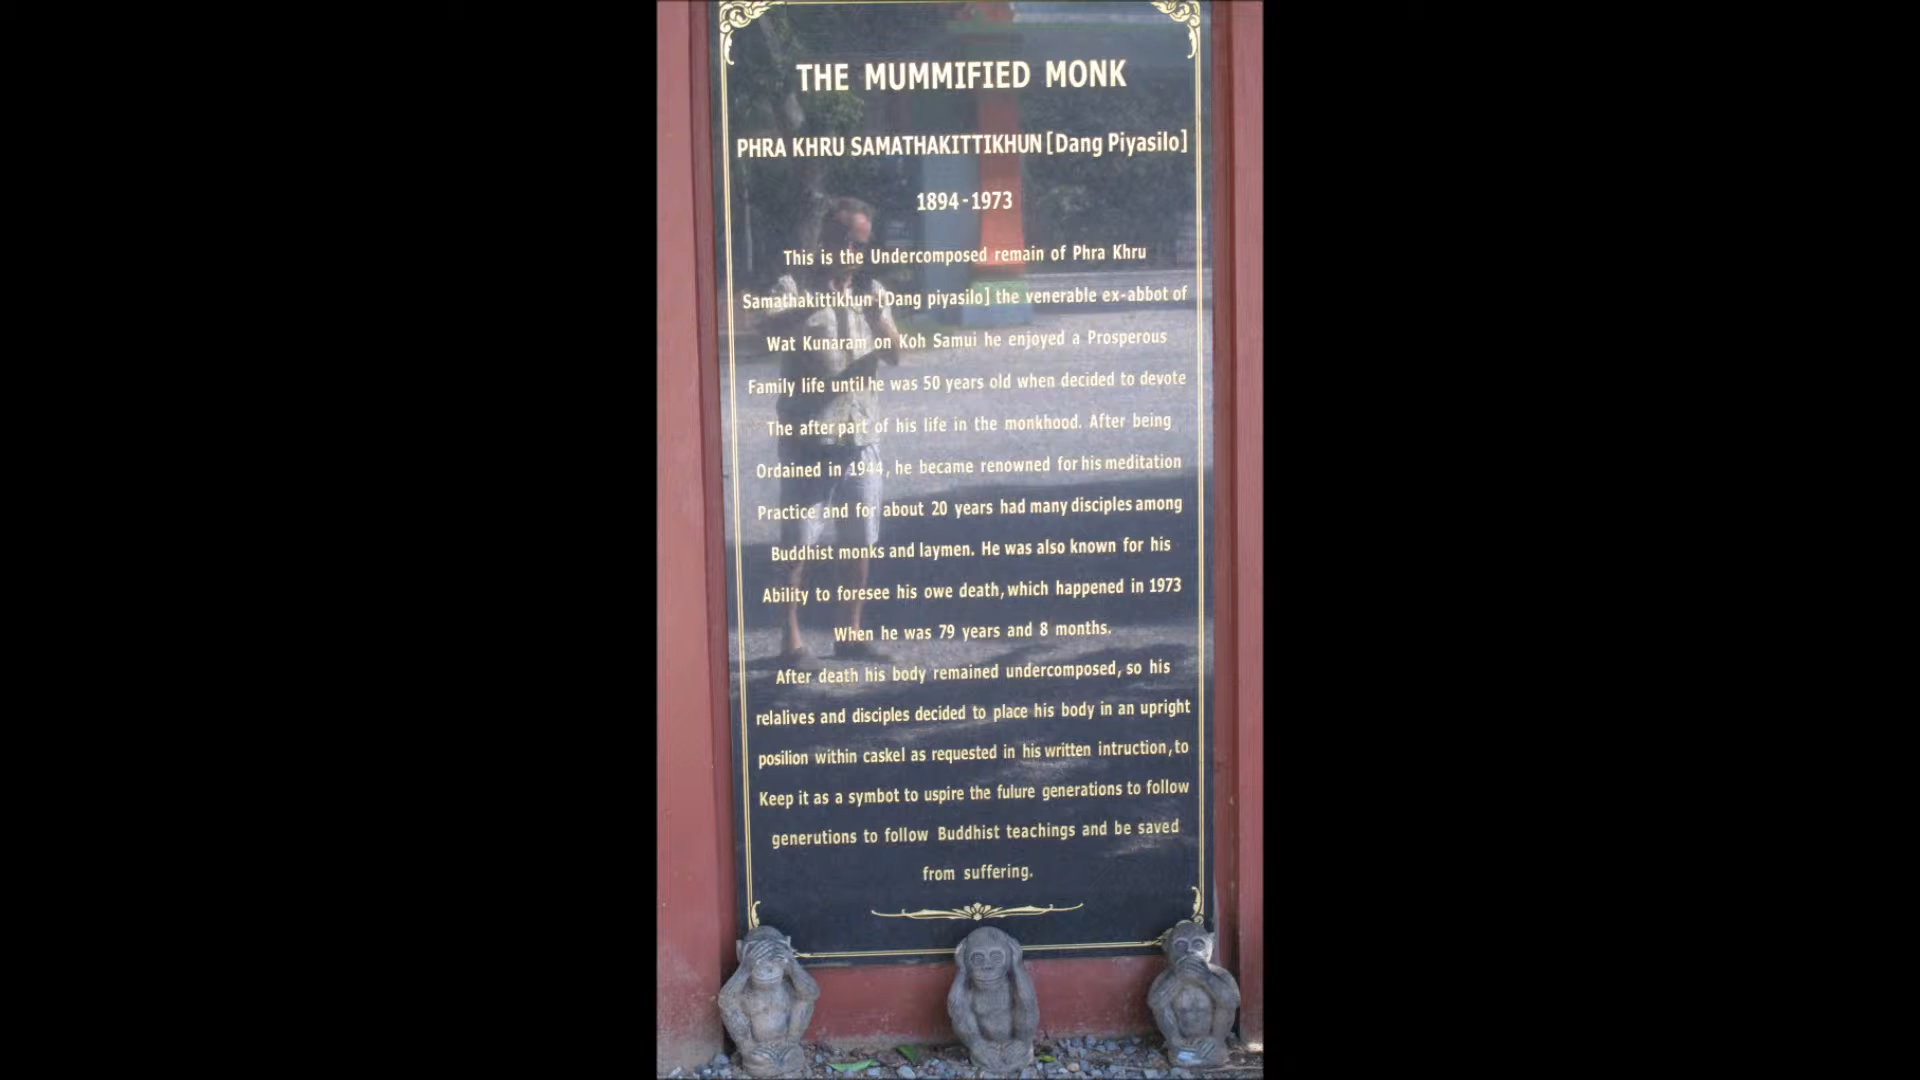 THE MUMMIFIED MONK
PHRA KHRU SAMATHAKITTIKHUN [Dang Piyasilo]
1894-1973
This is the Undercomposed remain of Phra Khru
Samathakittikhun [Dang piyasilo] the venerable ex-abbot of
Wat Kunaram on Koh Samui he enjoyed a Prosperous
Family life until he was 50 years old when decided to devote
The after part of his life in the monkhood. After being
Ordained in 1944, he became renowned for his meditation
Practice and for about 20 years had many disciples among
Buddhist monks and laymen. He was also known for his
Ability to foresee his owe death, which happened in 1973
When he was 79 years and 8 months.
After death his body remained undercomposed, so his
relalives and disciples decided to place his body in an upright
posilion within caskel as requested in his written intruction, to
Keep it as a symbot to uspire the fulure generations to follow
generutions to follow Buddhist teachings and be saved
from suffering.